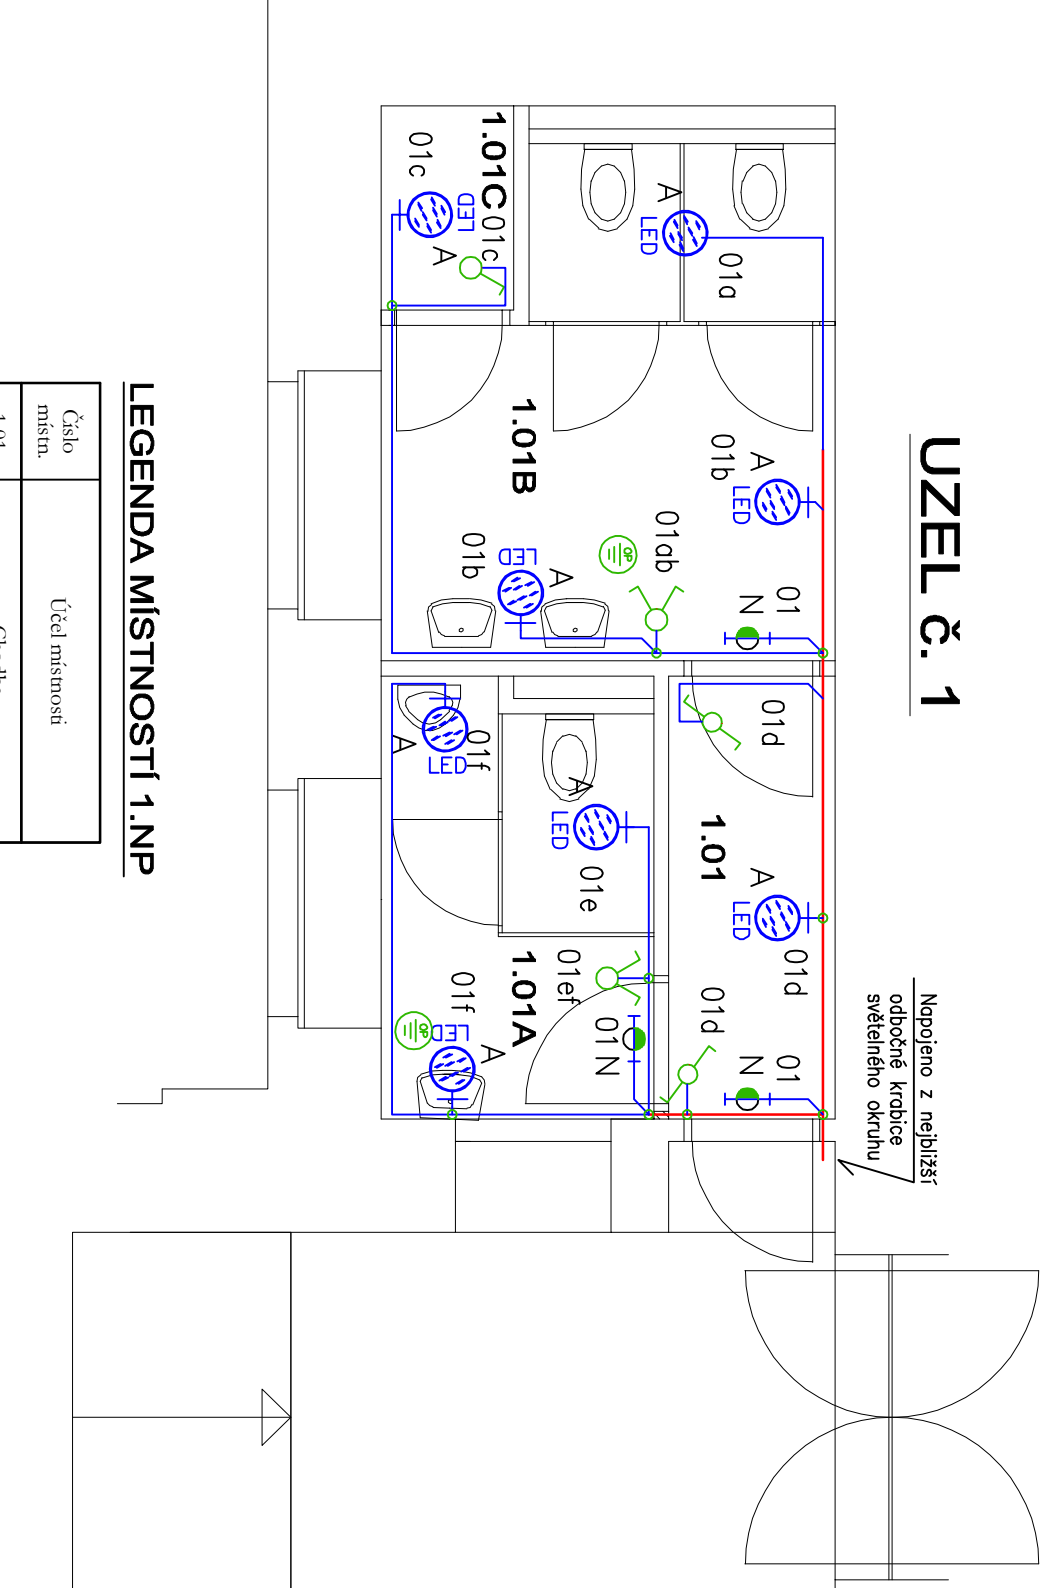 UZEL č. 1
Napojeno z nejbližší
odbočné krabice
světelného okruhu
A
LED
01a
1.01C
01c
LED
01c
A
A
01b
LED
1.01B
01ab
OP
01
N
01b
LED
A
01d
1.01
A
LED
01d
01d
01
N
01f
A
LED
A
LED
01e
1.01A
01ef
01 N
01f
OP
LED
A
LEGENDA MÍSTNOSTÍ 1.NP
Číslo
místn.
Účel místnosti